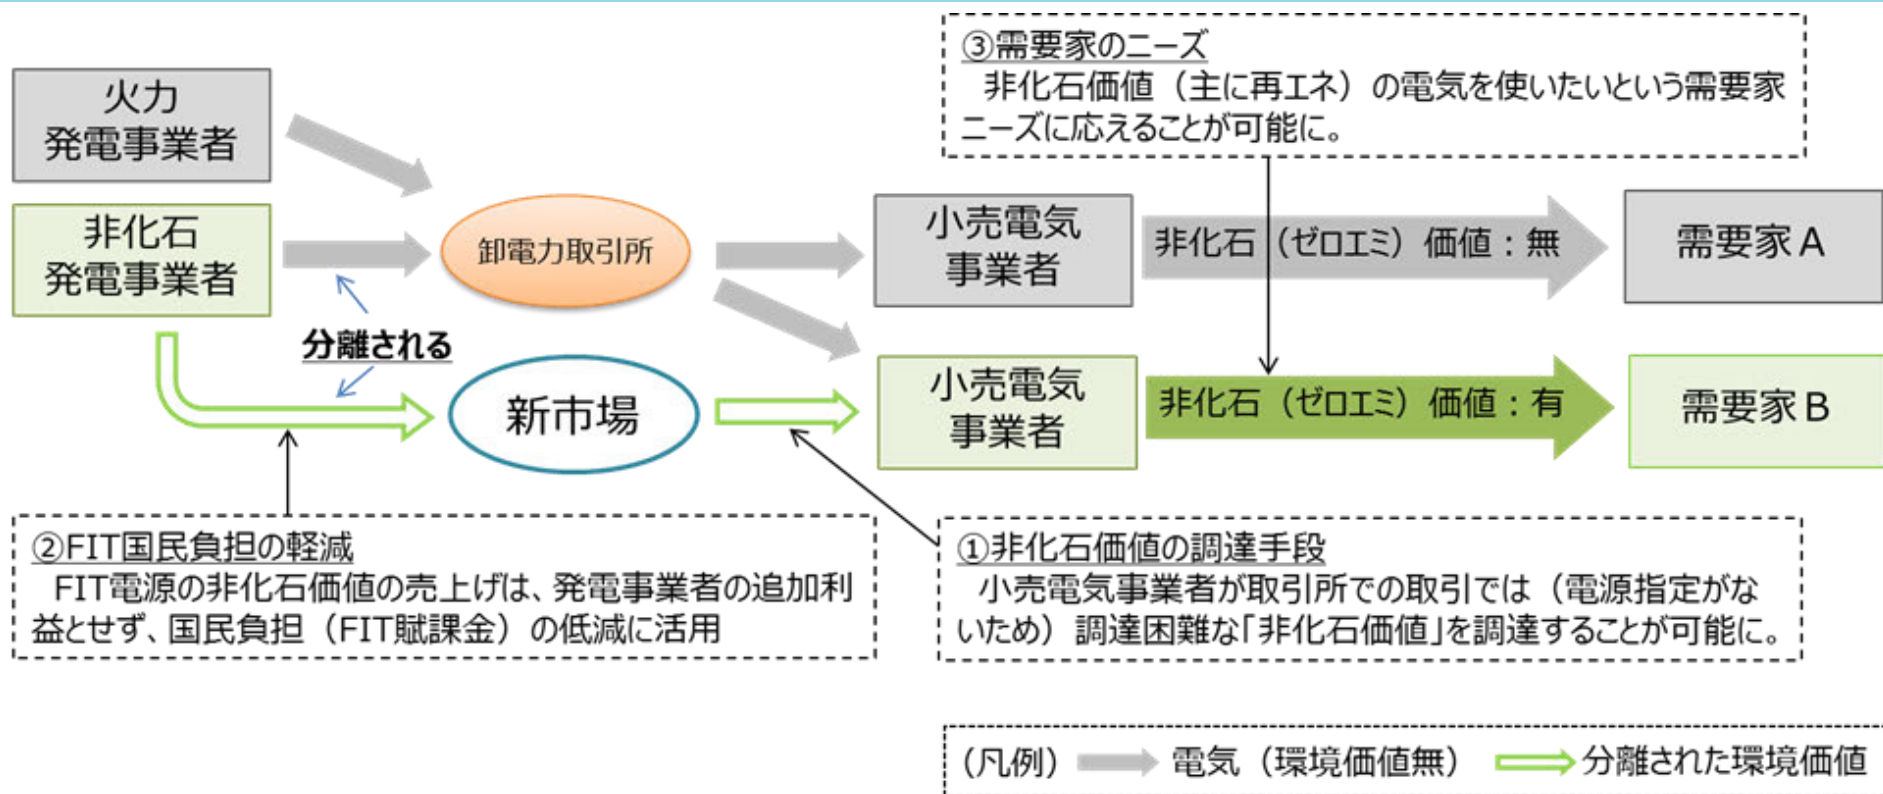 ③需要家のニーズ
非化石価値（主に再エネ）の電気を使いたいという需要家
ニーズに応えることが可能に。
火力
発電事業者
非化石
発電事業者
卸電力取引所
小売電気
事業者
非化石（ゼロエミ）価値：無
需要家A
分離される
新市場
小売電気
事業者
非化石（ゼロエミ）価値：有
需要家B
②FIT国民負担の軽減
FIT電源の非化石価値の売上げは、発電事業者の追加利
益とせず、国民負担（FIT賦課金）の低減に活用
①非化石価値の調達手段
小売電気事業者が取引所での取引では（電源指定がな
いため）調達困難な「非化石価値」を調達することが可能に。
（凡例） 電気（環境価値無） 分離された環境価値